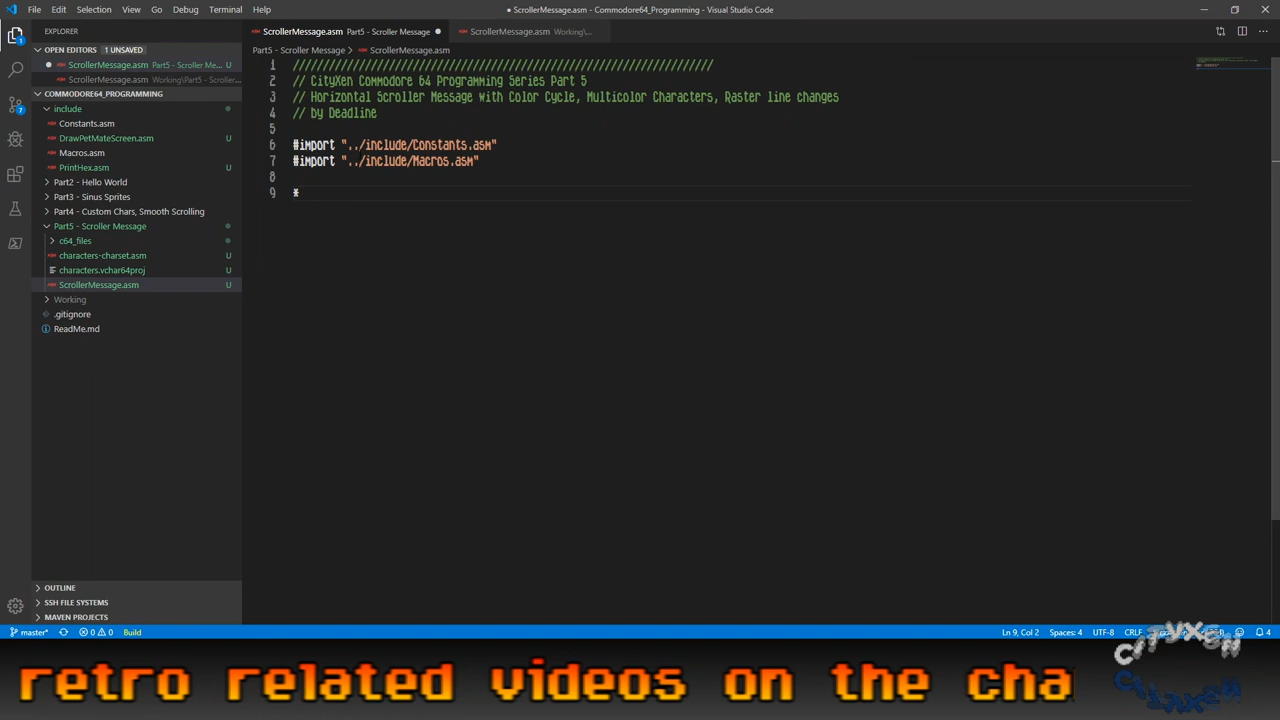 File Edit Selection View Go Debug Terminal Help
● ScrollerMessage.asm - Commodore64_Programming - Visual Studio Code
EXPLORER
OPEN EDITORS 1 UNSAVED
ScrollerMessage.asm Part5 - Scroller Me... U
ScrollerMessage.asm Working\Part5 - Scroller...
COMMODORE64_PROGRAMMING
include
Constants.asm
DrawPetMateScreen.asm U
Macros.asm
PrintHex.asm U
Part2 - Hello World
Part3 - Sinus Sprites
Part4 - Custom Chars, Smooth Scrolling
Part5 - Scroller Message
c64_files
characters-charset.asm U
characters.vchar64proj U
ScrollerMessage.asm U
Working
.gitignore
ReadMe.md
OUTLINE
SSH FILE SYSTEMS
MAVEN PROJECTS
ScrollerMessage.asm Part5 - Scroller Message
ScrollerMessage.asm Working\...
Part5 - Scroller Message > ScrollerMessage.asm
1 //////////////////////////////////////////////////////////////////////
2 // CityXen Commodore 64 Programming Series Part 5
3 // Horizontal Scroller Message with Color Cycle, Multicolor Characters, Raster line changes
4 // by Deadline
5
6 #import "../include/Constants.asm"
7 #import "../include/Macros.asm"
8
9 *
master* 0 0 Build
Ln 9, Col 2 Spaces: 4 UTF-8 CRLF 4
retro related videos on the cha
CITYXEN